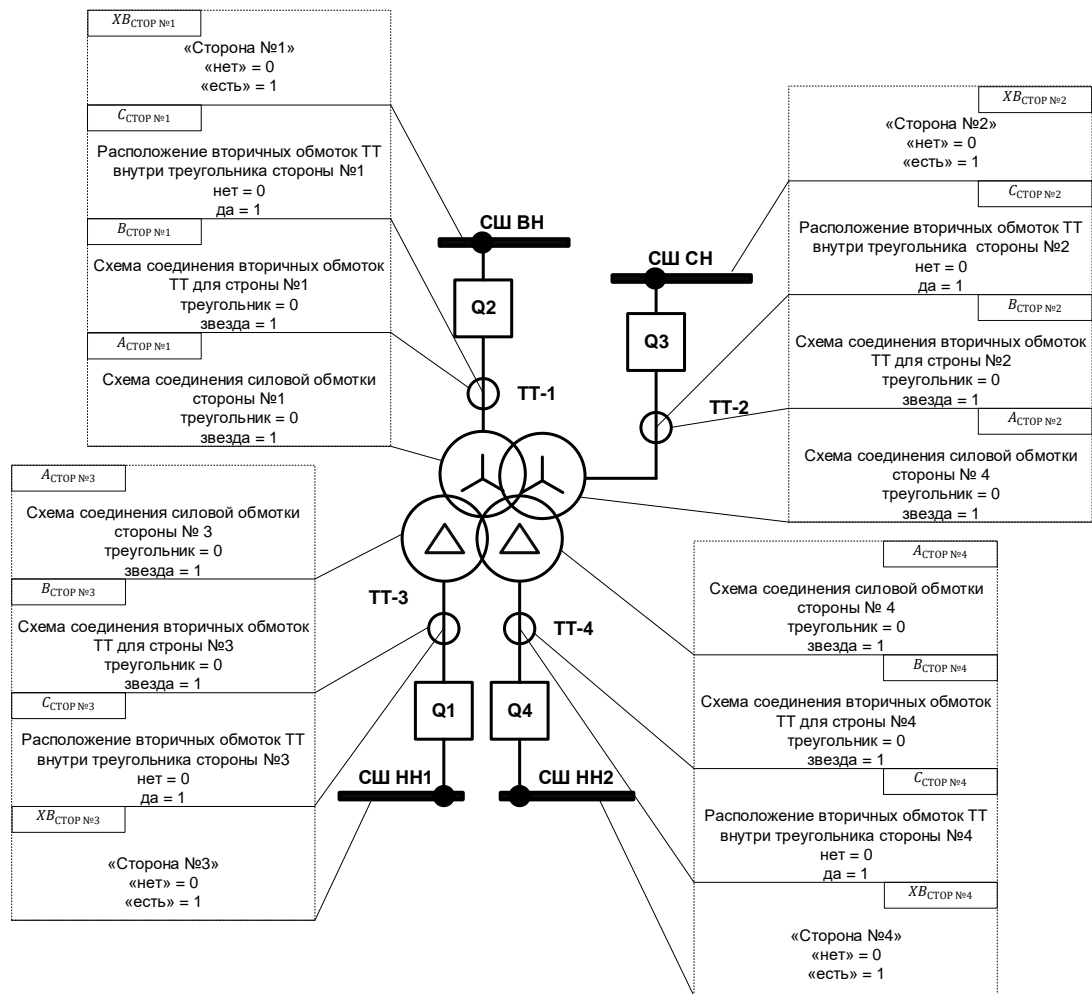 XBСТОР №1
«Сторона №1»
«нет» = 0
«есть» = 1
CСТОР №1
Расположение вторичных обмоток ТТ
внутри треугольника стороны №1
нет = 0
да = 1
BСТОР №1
Схема соединения вторичных обмоток
ТТ для строны №1
треугольник = 0
звезда = 1
AСТОР №1
Схема соединения силовой обмотки
стороны №1
треугольник = 0
звезда = 1
СШ ВН
Q2
ТТ-1
СШ СН
Q3
ТТ-2
XBСТОР №2
«Сторона №2»
«нет» = 0
«есть» = 1
CСТОР №2
Расположение вторичных обмоток ТТ
внутри треугольника стороны №2
нет = 0
да = 1
BСТОР №2
Схема соединения вторичных обмоток
ТТ для строны №2
треугольник = 0
звезда = 1
AСТОР №2
Схема соединения силовой обмотки
стороны № 4
треугольник = 0
звезда = 1
AСТОР №3
Схема соединения силовой обмотки
стороны № 3
треугольник = 0
звезда = 1
BСТОР №3
Схема соединения вторичных обмоток
ТТ для строны №3
треугольник = 0
звезда = 1
CСТОР №3
Расположение вторичных обмоток ТТ
внутри треугольника стороны №3
нет = 0
да = 1
XBСТОР №3
«Сторона №3»
«нет» = 0
«есть» = 1
ТТ-3
ТТ-4
Q1
Q4
СШ НН1
СШ НН2
AСТОР №4
Схема соединения силовой обмотки
стороны № 4
треугольник = 0
звезда = 1
BСТОР №4
Схема соединения вторичных обмоток
ТТ для строны №4
треугольник = 0
звезда = 1
CСТОР №4
Расположение вторичных обмоток ТТ
внутри треугольника стороны №4
нет = 0
да = 1
XBСТОР №4
«Сторона №4»
«нет» = 0
«есть» = 1